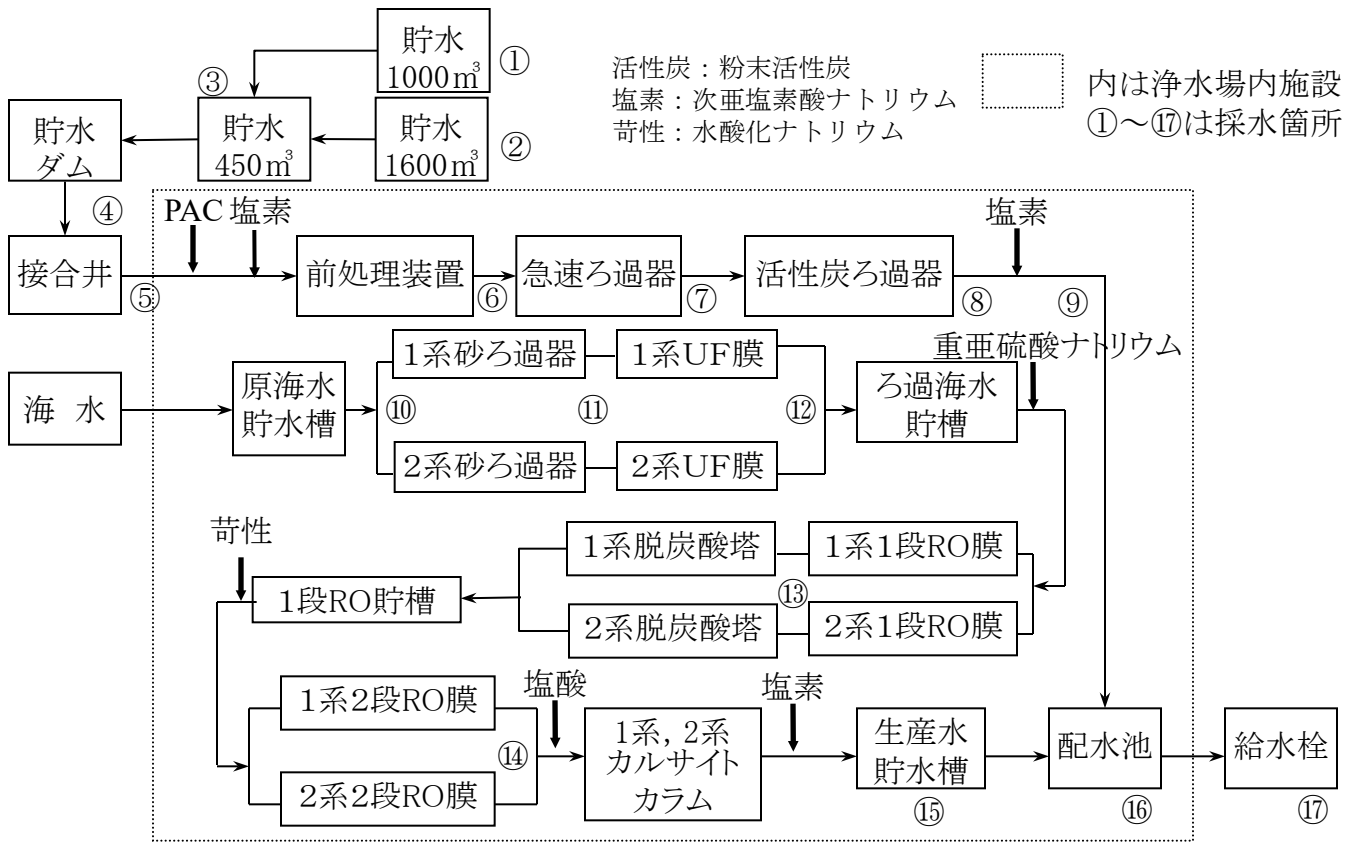 貯水
1000㎥
①
貯水
1600㎥
②
③
貯水
450㎥
貯水
ダム
活性炭：粉末活性炭
塩素：次亜塩素酸ナトリウム
苛性：水酸化ナトリウム
内は浄水場内施設
①～⑰は採水箇所
④
接合井
⑤
PAC 塩素
前処理装置
⑥
急速ろ過器
⑦
活性炭ろ過器
⑧
塩素
⑨
海 水
原海水
貯水槽
⑩
1系砂ろ過器
2系砂ろ過器
⑪
1系UF膜
2系UF膜
⑫
ろ過海水
貯槽
重亜硫酸ナトリウム
苛性
1段RO貯槽
1系脱炭酸塔
2系脱炭酸塔
⑬
1系1段RO膜
2系1段RO膜
1系2段RO膜
2系2段RO膜
⑭
塩酸
1系, 2系
カルサイト
カラム
塩素
生産水
貯水槽
⑮
配水池
⑯
給水栓
⑰